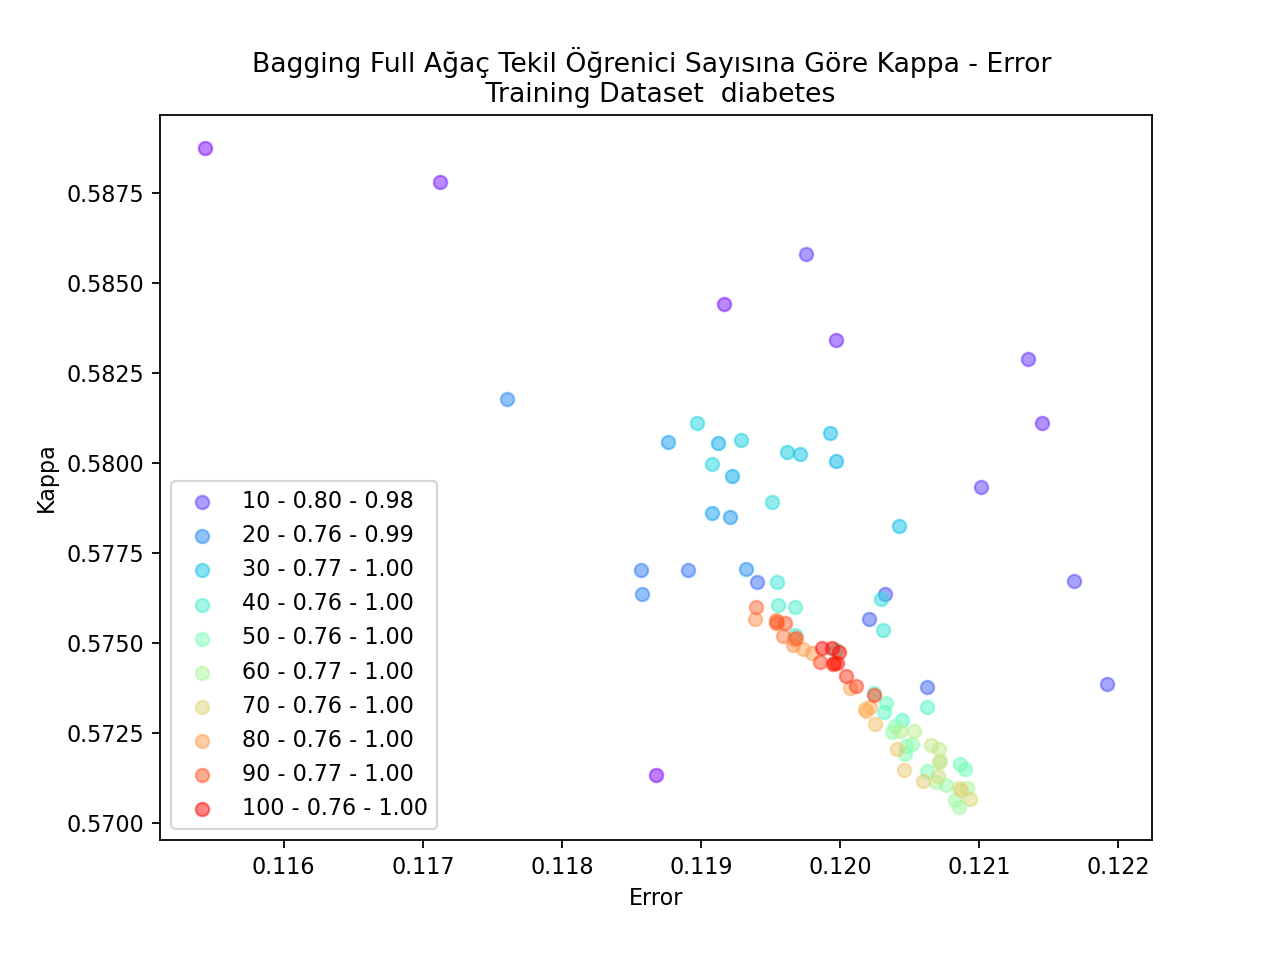 Bagging Full Ağaç Tekil Öğrenici Sayısına Göre Kappa - Error
Training Dataset  diabetes
Kappa
0.5875
0.5850
0.5825
0.5800
0.5775
0.5750
0.5725
0.5700
10 - 0.80 - 0.98
20 - 0.76 - 0.99
30 - 0.77 - 1.00
40 - 0.76 - 1.00
50 - 0.76 - 1.00
60 - 0.77 - 1.00
70 - 0.76 - 1.00
80 - 0.76 - 1.00
90 - 0.77 - 1.00
100 - 0.76 - 1.00
0.116 0.117 0.118 0.119 0.120 0.121 0.122
Error